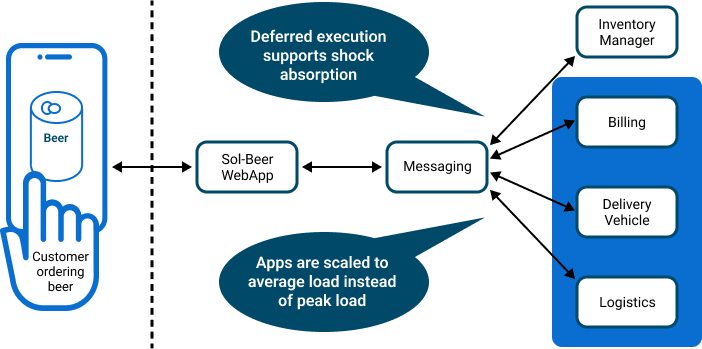 Beer
Customer
ordering
beer
Sol-Beer
WebApp
Deferred execution
supports shock
absorption
Messaging
Apps are scaled to
average load instead
of peak load
Inventory
Manager
Billing
Delivery
Vehicle
Logistics